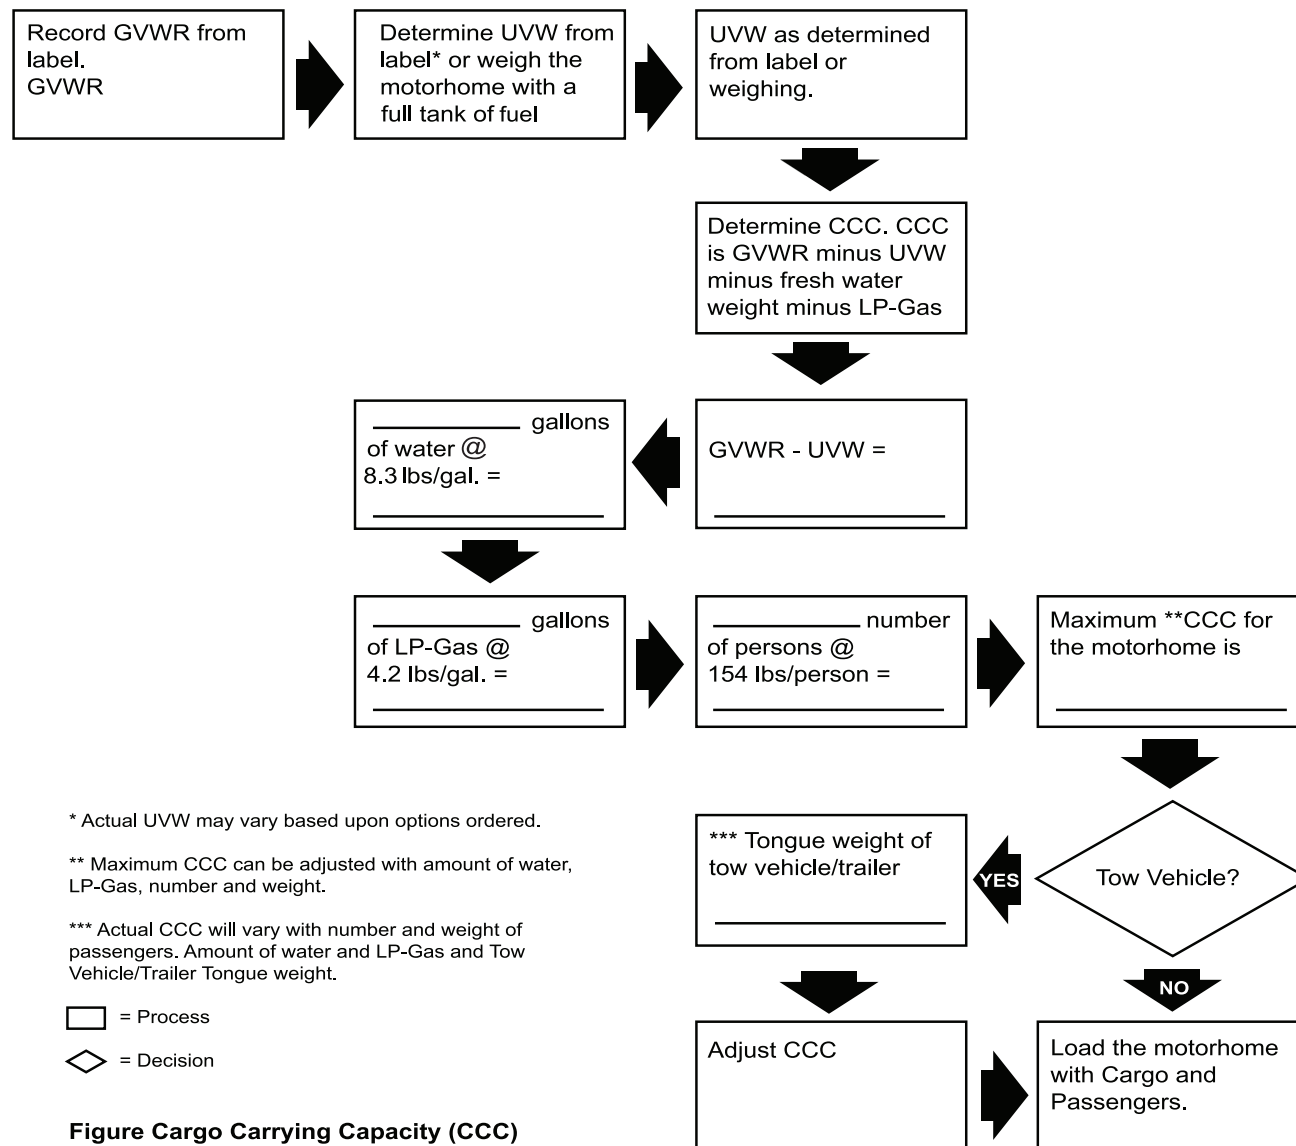 Record GVWR from
label.
GVWR
Determine UVW from
label* or weigh the
motorhome with a
full tank of fuel
UVW as determined
from label or
weighing.
Determine CCC. CCC
is GVWR minus UVW
minus fresh water
weight minus LP-Gas
GVWR - UVW =
gallons
of water @
8.3 lbs/gal. =
gallons
of LP-Gas @
4.2 lbs/gal. =
number
of persons @
154 lbs/person =
Maximum **CCC for
the motorhome is
Tow Vehicle?
YES
*** Tongue weight of
tow vehicle/trailer
Adjust CCC
NO
Load the motorhome
with Cargo and
Passengers.
* Actual UVW may vary based upon options ordered.
** Maximum CCC can be adjusted with amount of water,
LP-Gas, number and weight.
*** Actual CCC will vary with number and weight of
passengers. Amount of water and LP-Gas and Tow
Vehicle/Trailer Tongue weight.
= Process
= Decision
Figure Cargo Carrying Capacity (CCC)